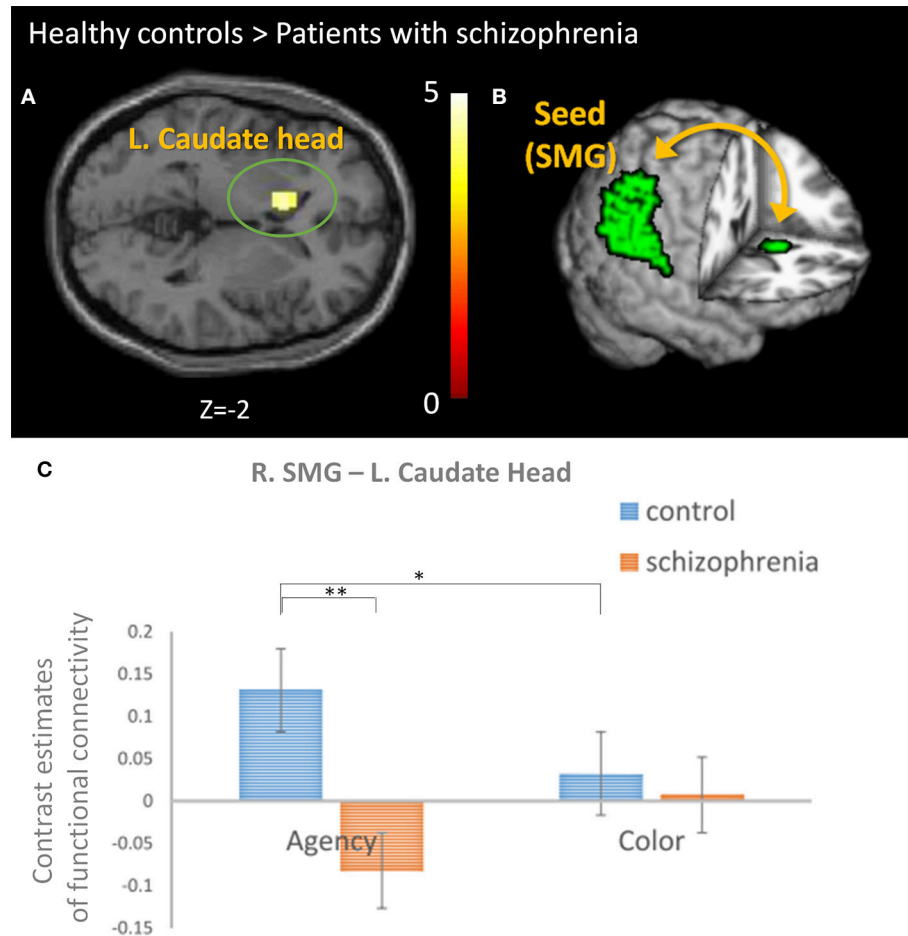 Healthy controls > Patients with schizophrenia
A
L. Caudate head
5
0
Z=-2
B
Seed
(SMG)
C
R. SMG – L. Caudate Head
control
schizophrenia
*
**
Contrast estimates
of functional connectivity
0.2
0.15
0.1
0.05
0
-0.05
-0.1
-0.15
Agency
Color